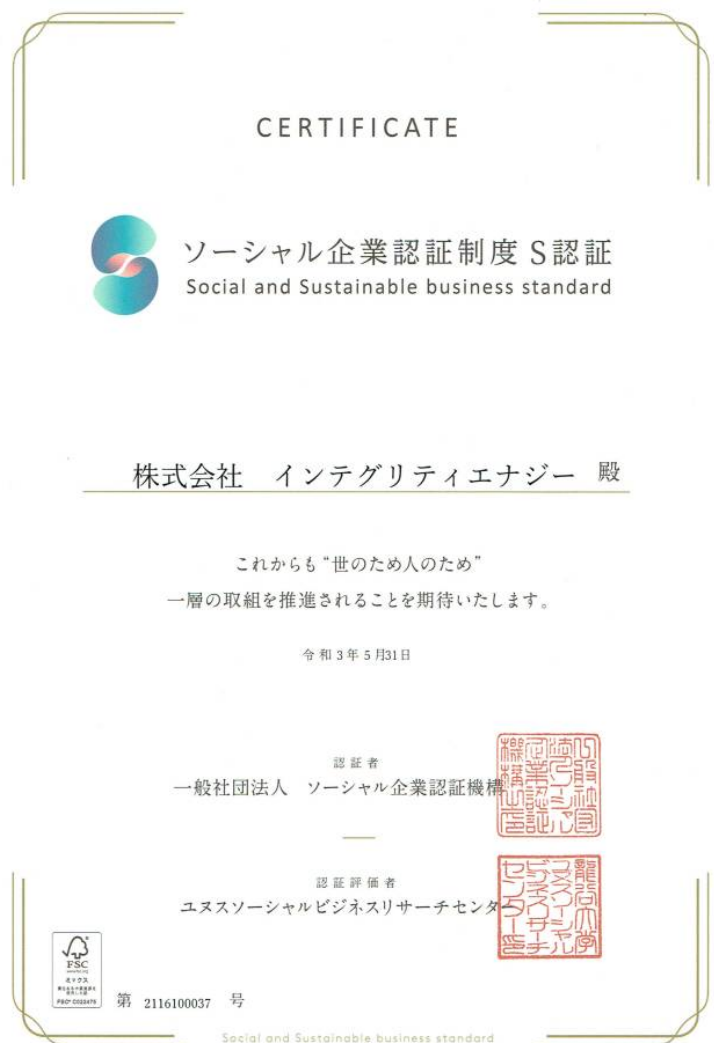 CERTIFICATE
ソーシャル企業認証制度 S認証
Social and Sustainable business standard
株式会社　インテグリティエナジー 殿
これからも“世のため人のため”
一層の取組を推進されることを期待いたします。
令和3年5月31日
認証者
一般社団法人　ソーシャル企業認証機構
認証評価者
ユヌスソーシャルビジネスリサーチセンター
FSC
ミックス
第 2116100037 号
Social and Sustainable business standard